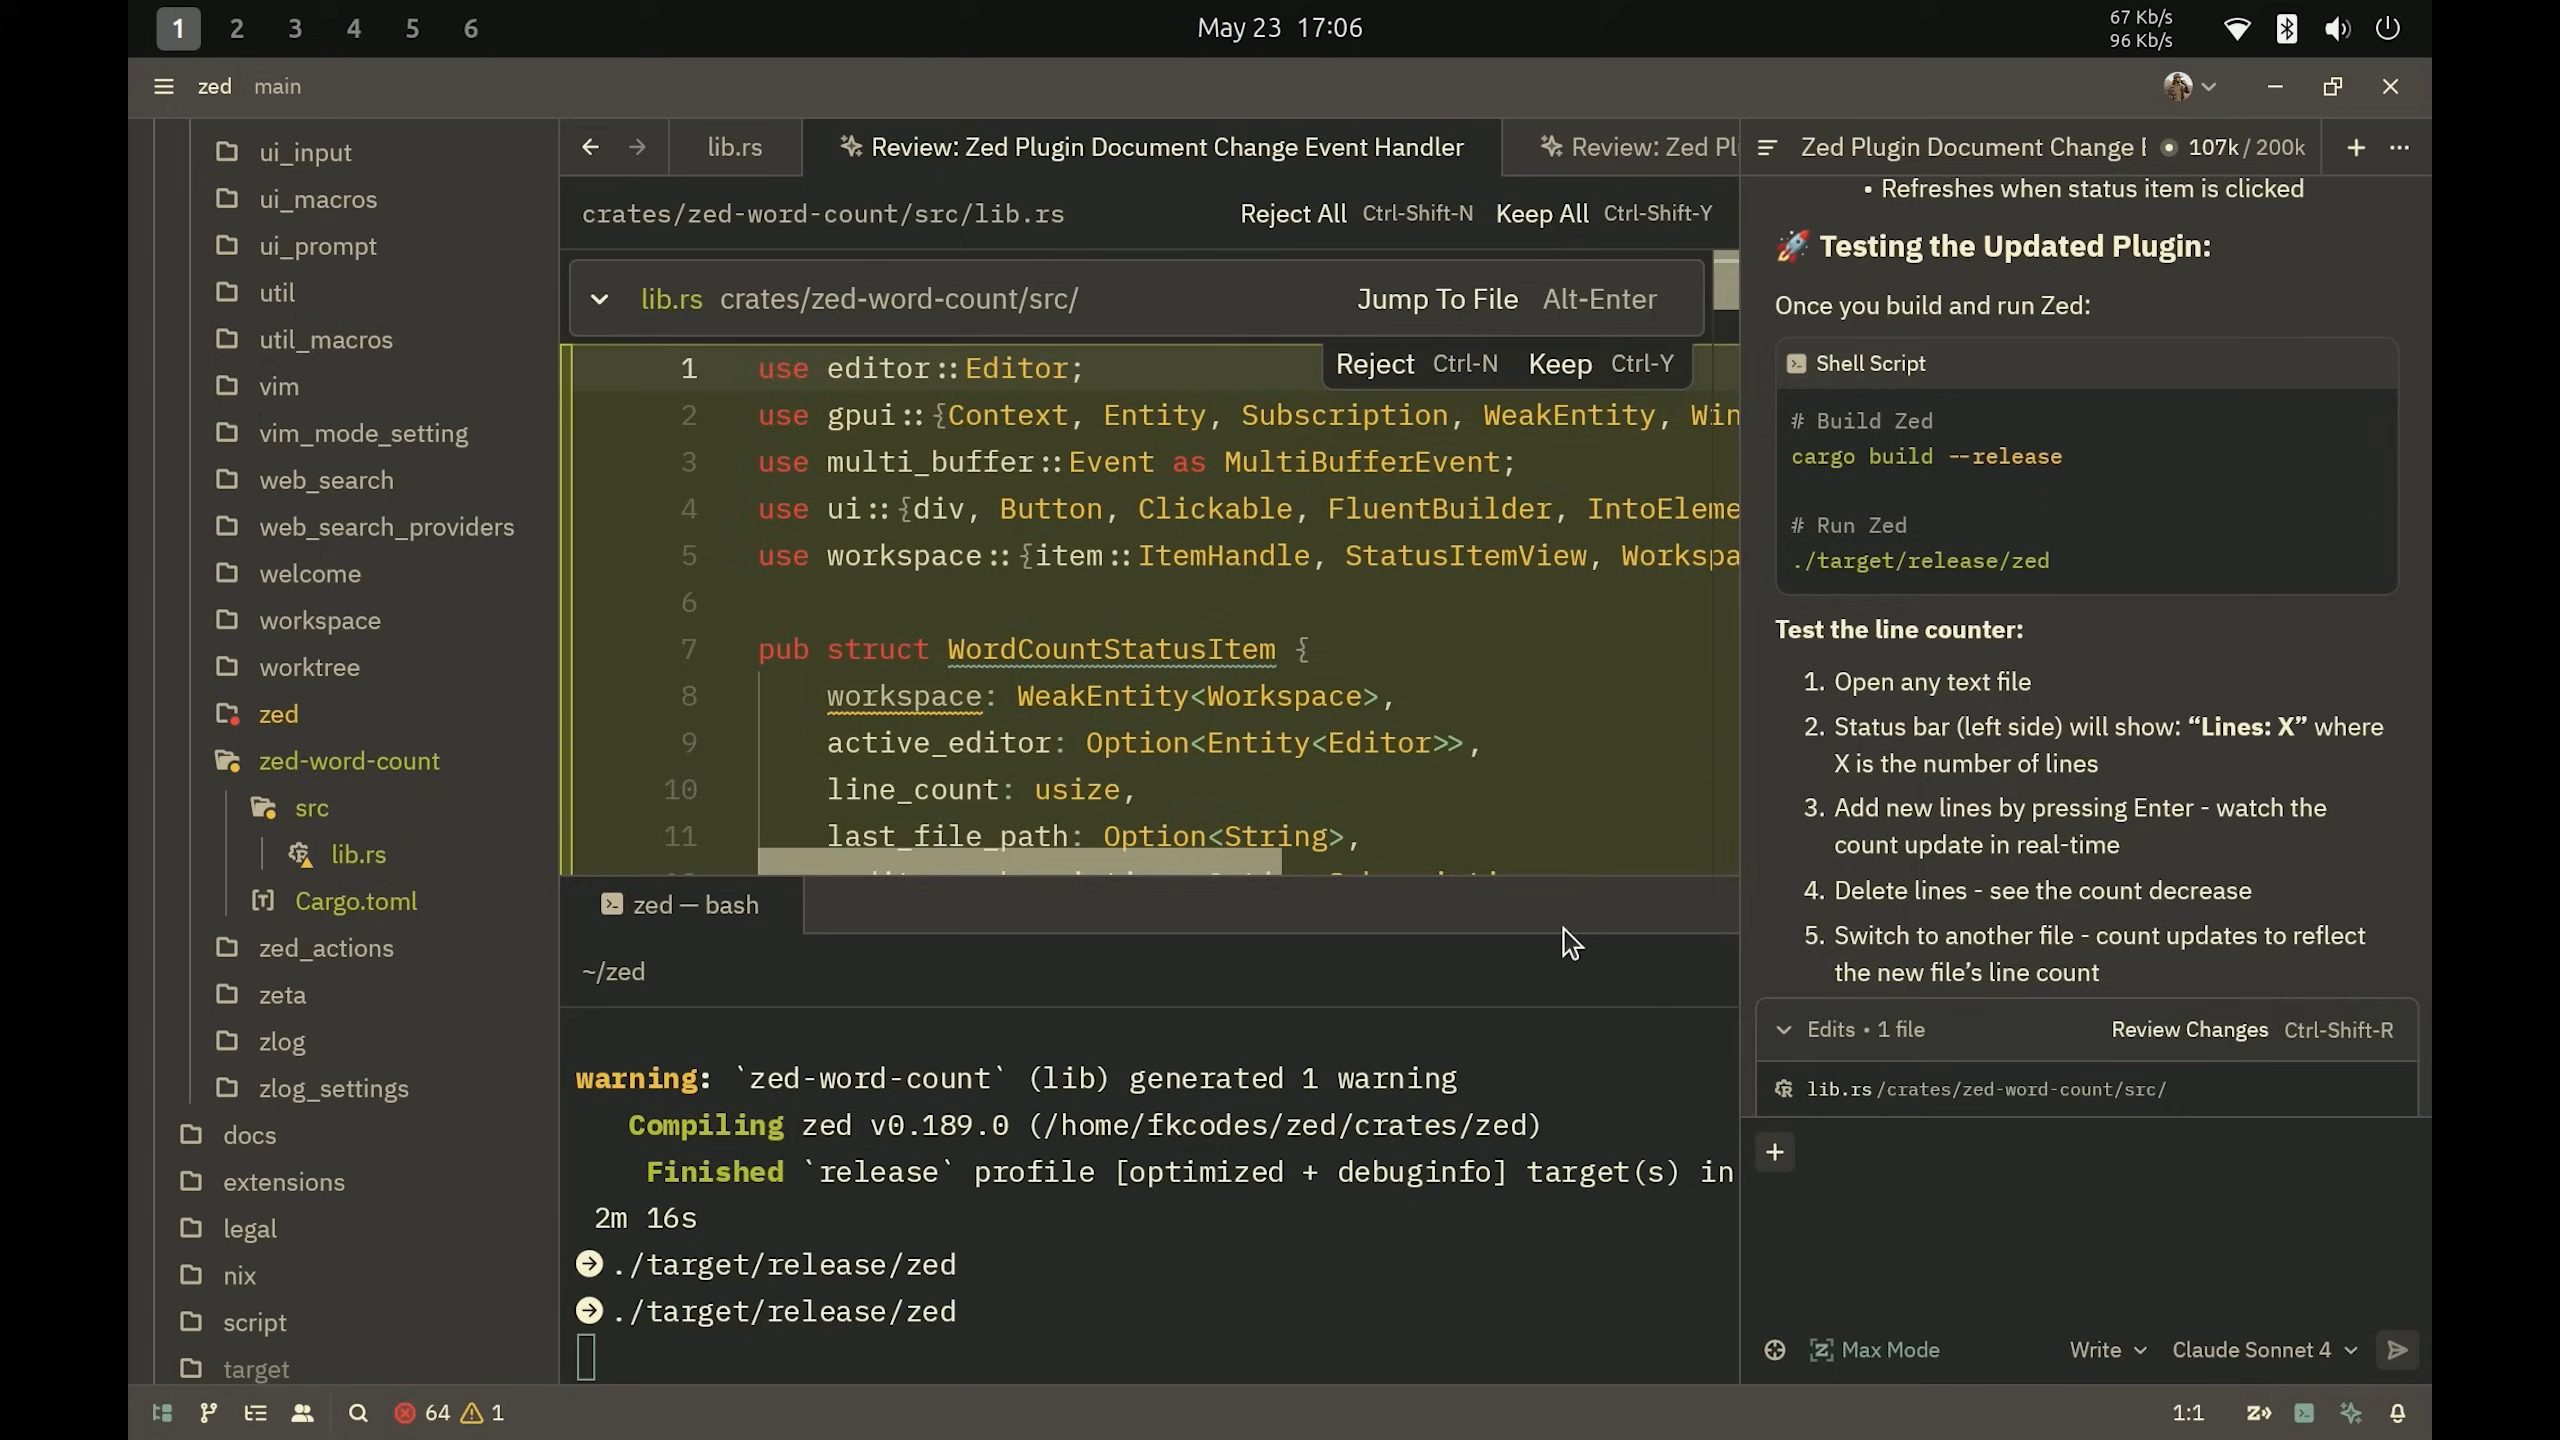 1 2 3 4 5 6
May 23 17:06
67 Kb/s
96 Kb/s
zed main
ui_input
ui_macros
ui_prompt
util
util_macros
vim
vim_mode_setting
web_search
web_search_providers
welcome
workspace
worktree
zed
zed-word-count
src
lib.rs
Cargo.toml
zed_actions
zeta
zlog
zlog_settings
docs
extensions
legal
nix
script
target
lib.rs
Review: Zed Plugin Document Change Event Handler
Review: Zed Pl
crates/zed-word-count/src/lib.rs
Reject All Ctrl-Shift-N Keep All Ctrl-Shift-Y
lib.rs crates/zed-word-count/src/
Jump To File Alt-Enter
Reject Ctrl-N Keep Ctrl-Y
1 use editor::Editor;
2 use gpui::{Context, Entity, Subscription, WeakEntity, Win
3 use multi_buffer::Event as MultiBufferEvent;
4 use ui::{div, Button, Clickable, FluentBuilder, IntoEleme
5 use workspace::{item::ItemHandle, StatusItemView, Workspa
6
7 pub struct WordCountStatusItem {
8 workspace: WeakEntity<Workspace>,
9 active_editor: Option<Entity<Editor>>,
10 line_count: usize,
11 last_file_path: Option<String>,
zed — bash
~/zed
warning: `zed-word-count` (lib) generated 1 warning
Compiling zed v0.189.0 (/home/fkcodes/zed/crates/zed)
Finished `release` profile [optimized + debuginfo] target(s) in
2m 16s
./target/release/zed
./target/release/zed
Zed Plugin Document Change 107k / 200k
• Refreshes when status item is clicked
🚀 Testing the Updated Plugin:
Once you build and run Zed:
Shell Script
# Build Zed
cargo build --release
# Run Zed
./target/release/zed
Test the line counter:
1. Open any text file
2. Status bar (left side) will show: “Lines: X” where
X is the number of lines
3. Add new lines by pressing Enter - watch the
count update in real-time
4. Delete lines - see the count decrease
5. Switch to another file - count updates to reflect
the new file’s line count
Edits • 1 file
Review Changes Ctrl-Shift-R
lib.rs /crates/zed-word-count/src/
Max Mode
Write
Claude Sonnet 4
64 1
1:1